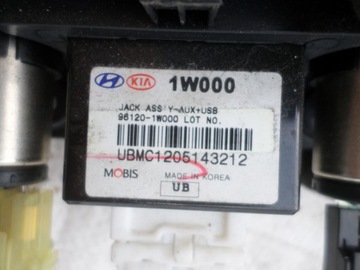 KIA 1W000
JACK ASS'Y-AUX+USB
96120-1W000 LOT NO.
UBMC1205143212
MOBIS MADE IN KOREA
UB